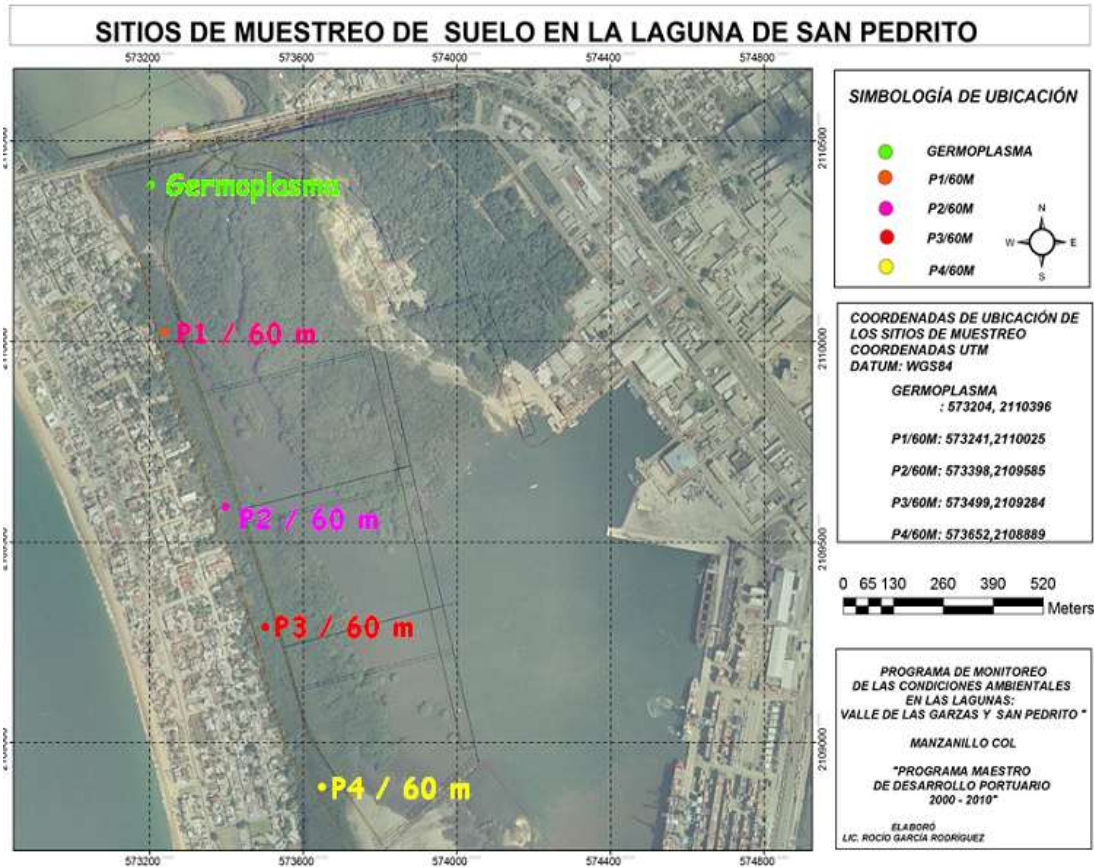 SITIOS DE MUESTREO DE SUELO EN LA LAGUNA DE SAN PEDRITO
573200 573600 574000 574400 574800
2110500
Germoplasma
P1 / 60 m
2110000
P2 / 60 m
2109500
P3 / 60 m
2109000
P4 / 60 m
573200 573600 574000 574400 574800
SIMBOLOGÍA DE UBICACIÓN
GERMOPLASMA
P1/60M
P2/60M
P3/60M
P4/60M
N
W E
S
COORDENADAS DE UBICACIÓN DE
LOS SITIOS DE MUESTREO
COORDENADAS UTM
DATUM: WGS84
GERMOPLASMA
: 573204, 2110396
P1/60M: 573241,2110025
P2/60M: 573398,2109585
P3/60M: 573499,2109284
P4/60M: 573652,2108889
0 65 130 260 390 520
Meters
PROGRAMA DE MONITOREO
DE LAS CONDICIONES AMBIENTALES
EN LAS LAGUNAS:
VALLE DE LAS GARZAS Y SAN PEDRITO "
MANZANILLO COL
"PROGRAMA MAESTRO
DE DESARROLLO PORTUARIO
2000 - 2010"
ELABORÓ
LIC. ROCÍO GARCÍA RODRÍGUEZ